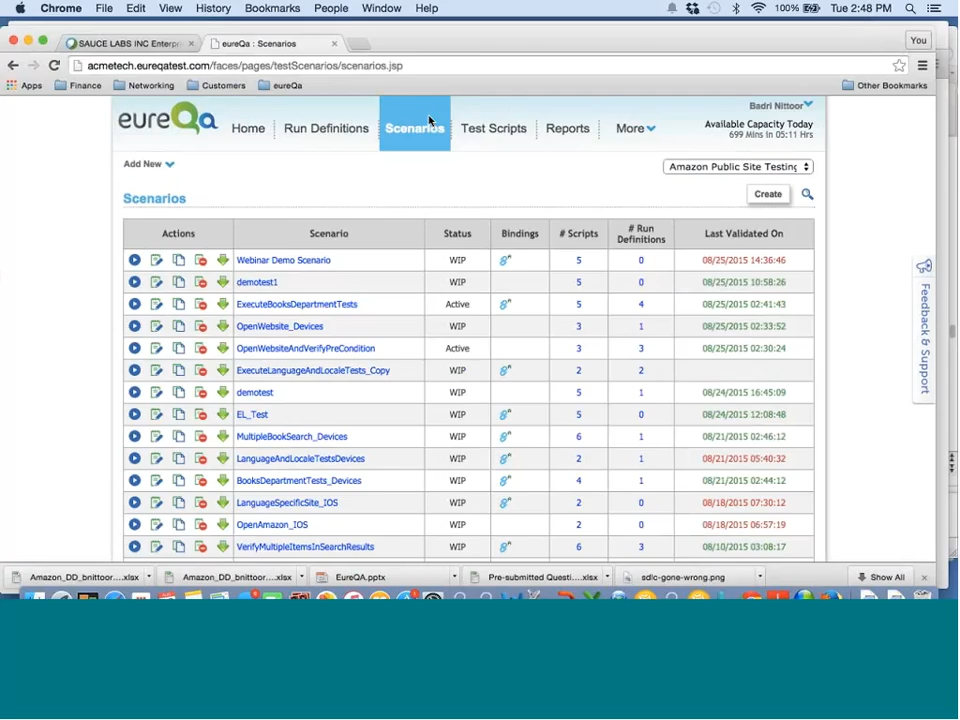 Chrome File Edit View History Bookmarks People Window Help 100% Tue 2:48 PM
SAUCE LABS INC Enterpri × eureQa : Scenarios × You
acmetech.eureqatest.com/faces/pages/testScenarios/scenarios.jsp
Apps Finance Networking Customers eureQa Other Bookmarks
Badri Nittoor
eureQa Home Run Definitions Scenarios Test Scripts Reports More
Available Capacity Today
699 Mins in 05:11 Hrs
Add New Amazon Public Site Testing
Scenarios Create
Actions Scenario Status Bindings # Scripts # Run Definitions Last Validated On
Webinar Demo Scenario WIP 5 0 08/25/2015 14:36:46
demotest1 WIP 5 0 08/25/2015 10:58:26
ExecuteBooksDepartmentTests Active 5 4 08/25/2015 02:41:43
OpenWebsite_Devices WIP 3 1 08/25/2015 02:33:52
OpenWebsiteAndVerifyPreCondition Active 3 3 08/25/2015 02:30:24
ExecuteLanguageAndLocaleTests_Copy WIP 2 2
demotest WIP 5 1 08/24/2015 16:45:09
EL_Test WIP 5 0 08/24/2015 12:08:48
MultipleBookSearch_Devices WIP 6 1 08/21/2015 02:46:12
LanguageAndLocaleTestsDevices WIP 2 1 08/21/2015 05:40:32
BooksDepartmentTests_Devices WIP 4 1 08/21/2015 02:44:12
LanguageSpecificSite_IOS WIP 2 0 08/18/2015 07:30:12
OpenAmazon_IOS WIP 2 0 08/18/2015 06:57:19
VerifyMultipleItemsInSearchResults WIP 6 3 08/10/2015 03:08:17
Feedback & Support
Amazon_DD_bnittoor....xlsx Amazon_DD_bnittoor....xlsx EureQA.pptx Pre-submitted Questi....xlsx sdlc-gone-wrong.png Show All ×